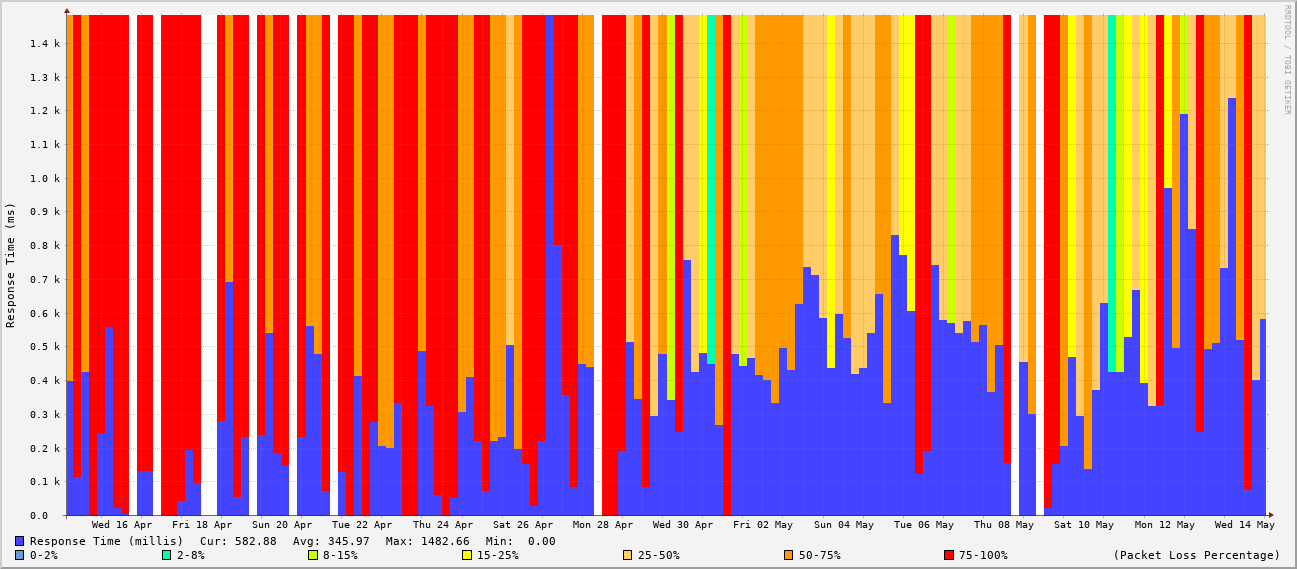 RRDTOOL / TOBI OETIKER
Response Time (ms)
1.4 k
1.3 k
1.2 k
1.1 k
1.0 k
0.9 k
0.8 k
0.7 k
0.6 k
0.5 k
0.4 k
0.3 k
0.2 k
0.1 k
0.0
Wed 16 Apr Fri 18 Apr Sun 20 Apr Tue 22 Apr Thu 24 Apr Sat 26 Apr Mon 28 Apr Wed 30 Apr Fri 02 May Sun 04 May Tue 06 May Thu 08 May Sat 10 May Mon 12 May Wed 14 May
Response Time (millis) Cur: 582.88 Avg: 345.97 Max: 1482.66 Min: 0.00
0-2% 2-8% 8-15% 15-25% 25-50% 50-75% 75-100% (Packet Loss Percentage)